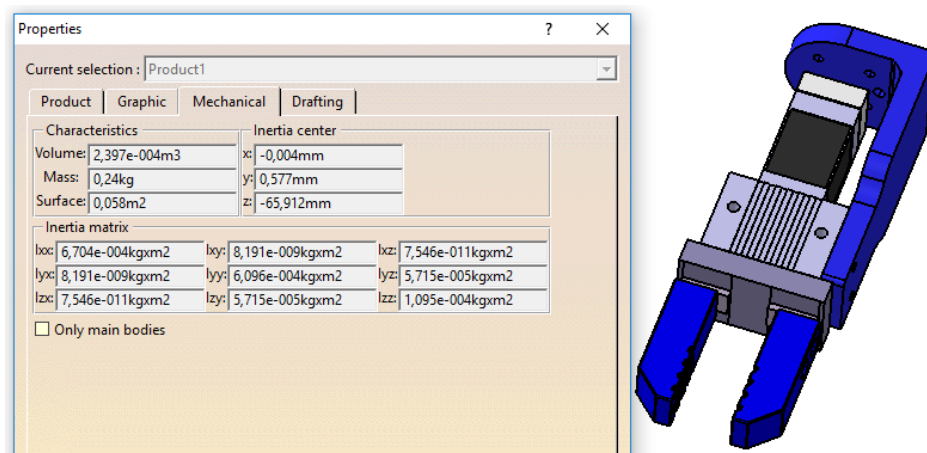 Properties ? X
Current selection : Product1
Product Graphic Mechanical Drafting
Characteristics Inertia center
Volume: 2,397e-004m3 x: -0,004mm
Mass: 0,24kg y: 0,577mm
Surface: 0,058m2 z: -65,912mm
Inertia matrix
Ixx: 6,704e-004kgxm2 Ixy: 8,191e-009kgxm2 Ixz: 7,546e-011kgxm2
Iyx: 8,191e-009kgxm2 Iyy: 6,096e-004kgxm2 Iyz: 5,715e-005kgxm2
Izx: 7,546e-011kgxm2 Izy: 5,715e-005kgxm2 Izz: 1,095e-004kgxm2
Only main bodies